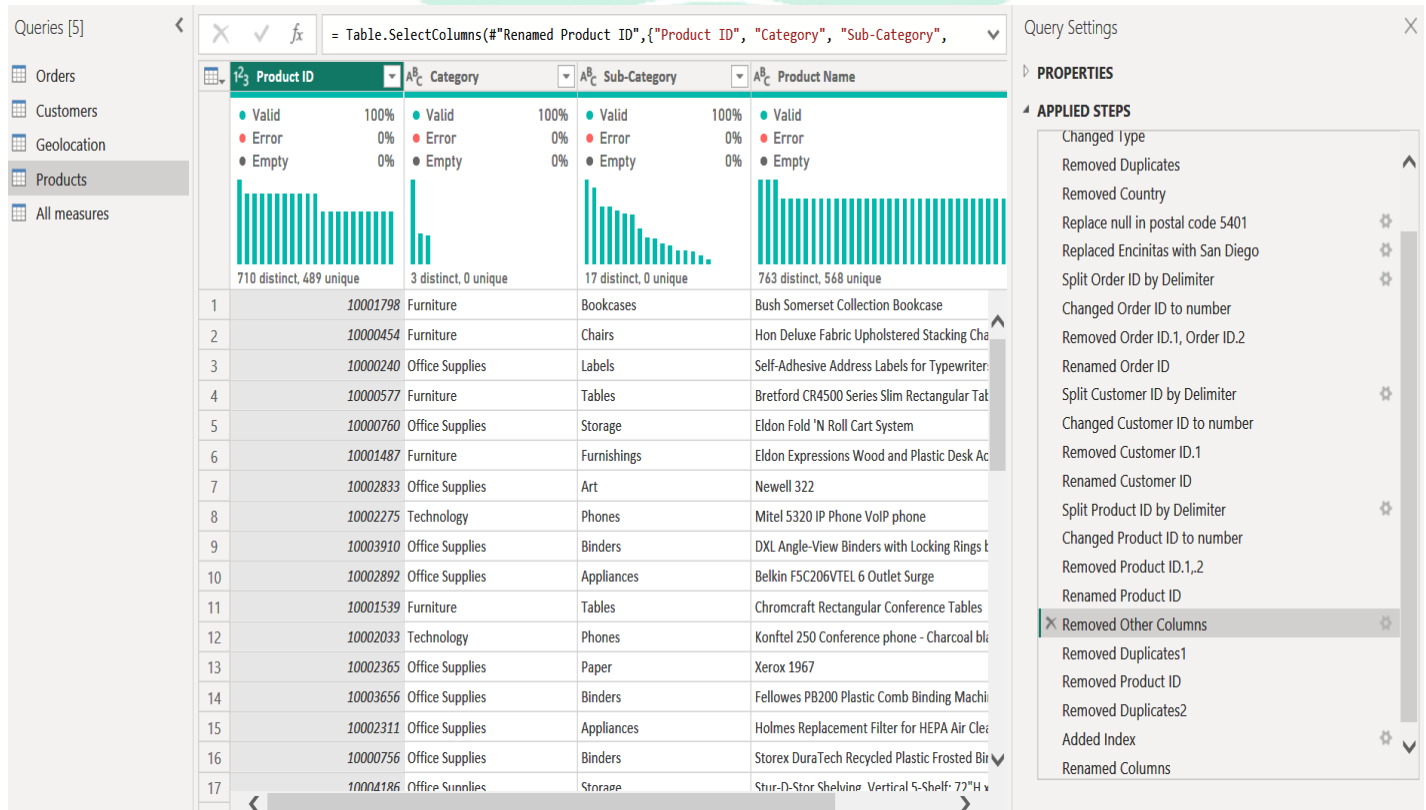 Queries [5]
Orders
Customers
Geolocation
Products
All measures
fx
= Table.SelectColumns(#"Renamed Product ID",{"Product ID", "Category", "Sub-Category",
1²3 Product ID AᴮC Category AᴮC Sub-Category AᴮC Product Name
Valid 100% Valid 100% Valid 100% Valid
Error 0% Error 0% Error 0% Error
Empty 0% Empty 0% Empty 0% Empty
710 distinct, 489 unique 3 distinct, 0 unique 17 distinct, 0 unique 763 distinct, 568 unique
1 10001798 Furniture Bookcases Bush Somerset Collection Bookcase
2 10000454 Furniture Chairs Hon Deluxe Fabric Upholstered Stacking Cha
3 10000240 Office Supplies Labels Self-Adhesive Address Labels for Typewriter
4 10000577 Furniture Tables Bretford CR4500 Series Slim Rectangular Tab
5 10000760 Office Supplies Storage Eldon Fold 'N Roll Cart System
6 10001487 Furniture Furnishings Eldon Expressions Wood and Plastic Desk Ac
7 10002833 Office Supplies Art Newell 322
8 10002275 Technology Phones Mitel 5320 IP Phone VoIP phone
9 10003910 Office Supplies Binders DXL Angle-View Binders with Locking Rings b
10 10002892 Office Supplies Appliances Belkin F5C206VTEL 6 Outlet Surge
11 10001539 Furniture Tables Chromcraft Rectangular Conference Tables
12 10002033 Technology Phones Konftel 250 Conference phone - Charcoal bla
13 10002365 Office Supplies Paper Xerox 1967
14 10003656 Office Supplies Binders Fellowes PB200 Plastic Comb Binding Machi
15 10002311 Office Supplies Appliances Holmes Replacement Filter for HEPA Air Clea
16 10000756 Office Supplies Binders Storex DuraTech Recycled Plastic Frosted Bin
17 10004186 Office Supplies Storage Stur-D-Stor Shelving, Vertical 5-Shelf: 72"H x
Query Settings
PROPERTIES
APPLIED STEPS
Changed Type
Removed Duplicates
Removed Country
Replace null in postal code 5401
Replaced Encinitas with San Diego
Split Order ID by Delimiter
Changed Order ID to number
Removed Order ID.1, Order ID.2
Renamed Order ID
Split Customer ID by Delimiter
Changed Customer ID to number
Removed Customer ID.1
Renamed Customer ID
Split Product ID by Delimiter
Changed Product ID to number
Removed Product ID.1,.2
Renamed Product ID
Removed Other Columns
Removed Duplicates1
Removed Product ID
Removed Duplicates2
Added Index
Renamed Columns